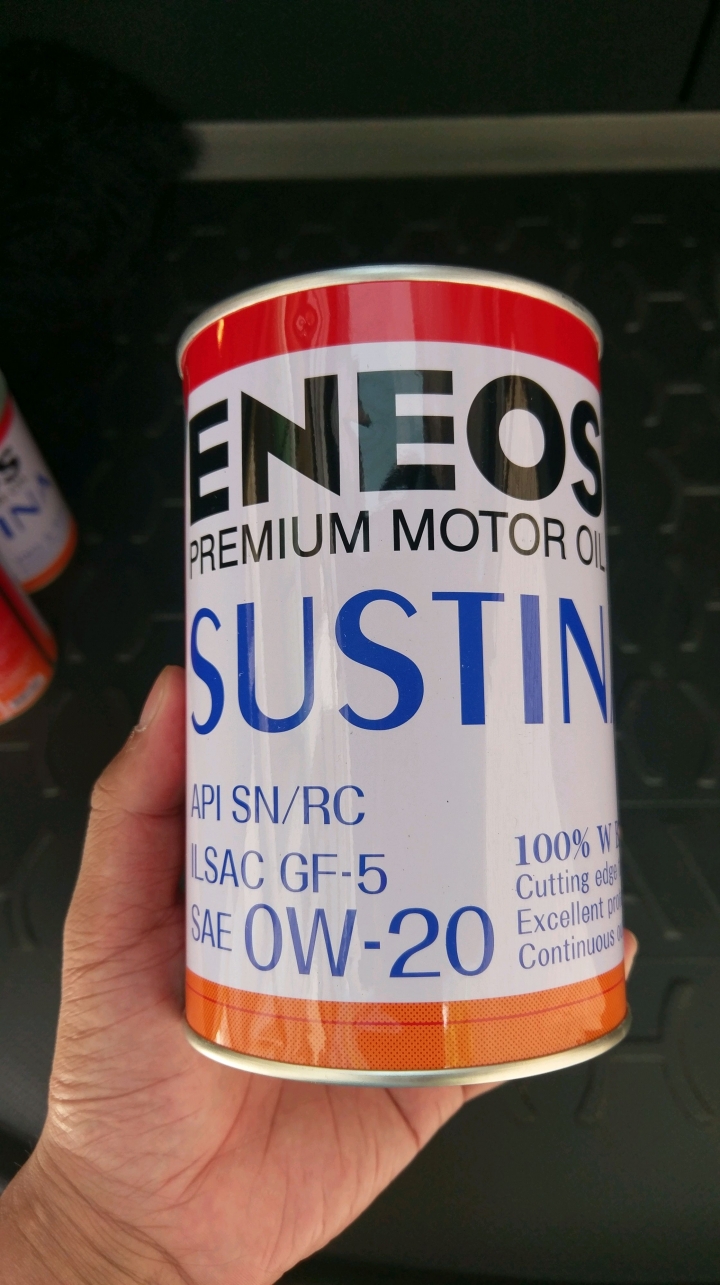 ENEOS
PREMIUM MOTOR OIL
SUSTIN
API SN/RC
ILSAC GF-5
SAE 0W-20
100% W
Cutting edge
Excellent
Continuous